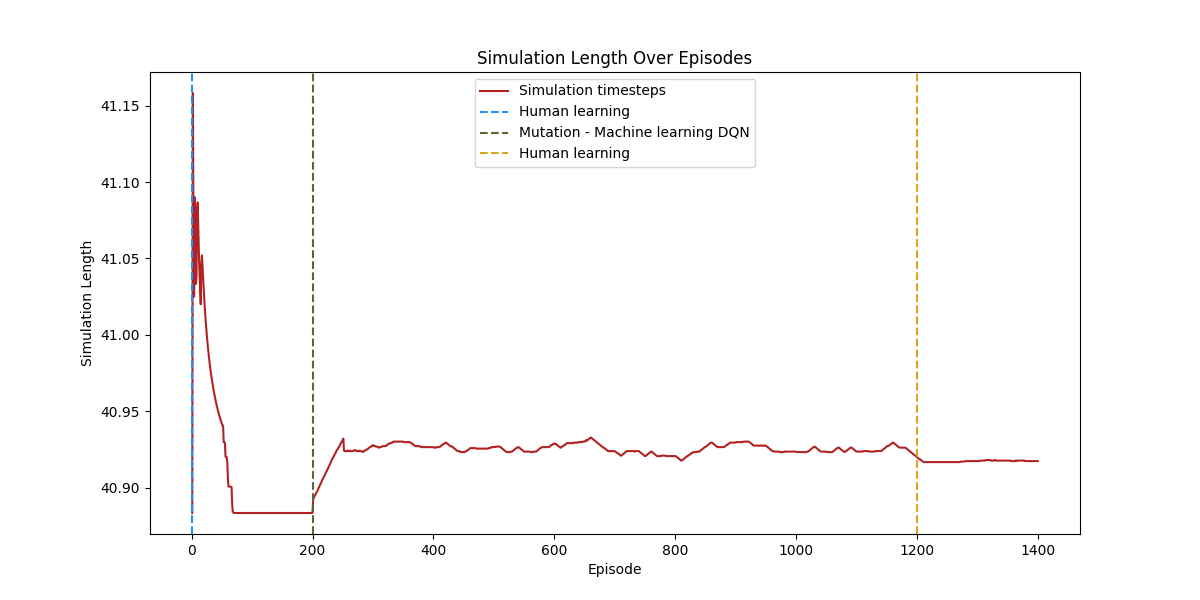 Simulation Length Over Episodes
Simulation timesteps
Human learning
Mutation - Machine learning DQN
Human learning
Simulation Length
41.15
41.10
41.05
41.00
40.95
40.90
0 200 400 600 800 1000 1200 1400
Episode